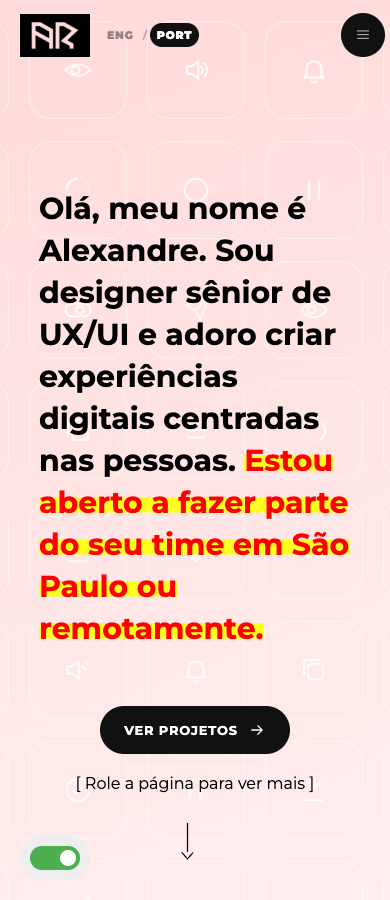 AR
ENG / PORT
Olá, meu nome é
Alexandre. Sou
designer sênior de
UX/UI e adoro criar
experiências
digitais centradas
nas pessoas. Estou
aberto a fazer parte
do seu time em São
Paulo ou
remotamente.
VER PROJETOS
[ Role a página para ver mais ]